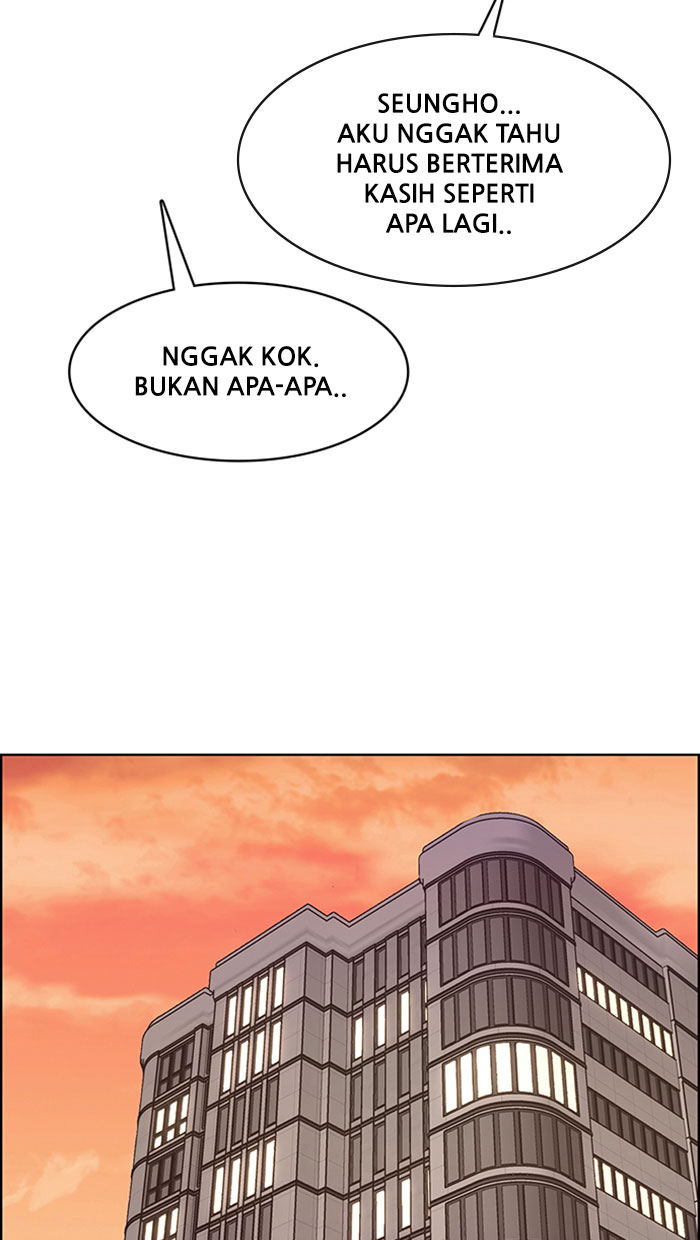 SEUNGHO...
AKU NGGAK TAHU
HARUS BERTERIMA
KASIH SEPERTI
APA LAGI..
NGGAK KOK.
BUKAN APA-APA..